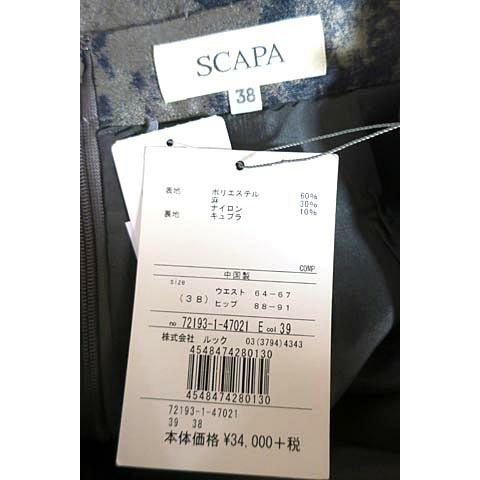 SCAPA
38
表地 ポリエステル 60%
麻 30%
ナイロン 10%
裏地 キュプラ
COMP
中国製
size
ウエスト 64-67
(38) ヒップ 88-91
no 72193-1-47021 E col 39
株式会社 ルック 03(3794)4343
4548474280130
4548474280130
72193-1-47021
39 38
本体価格 ¥34,000+税